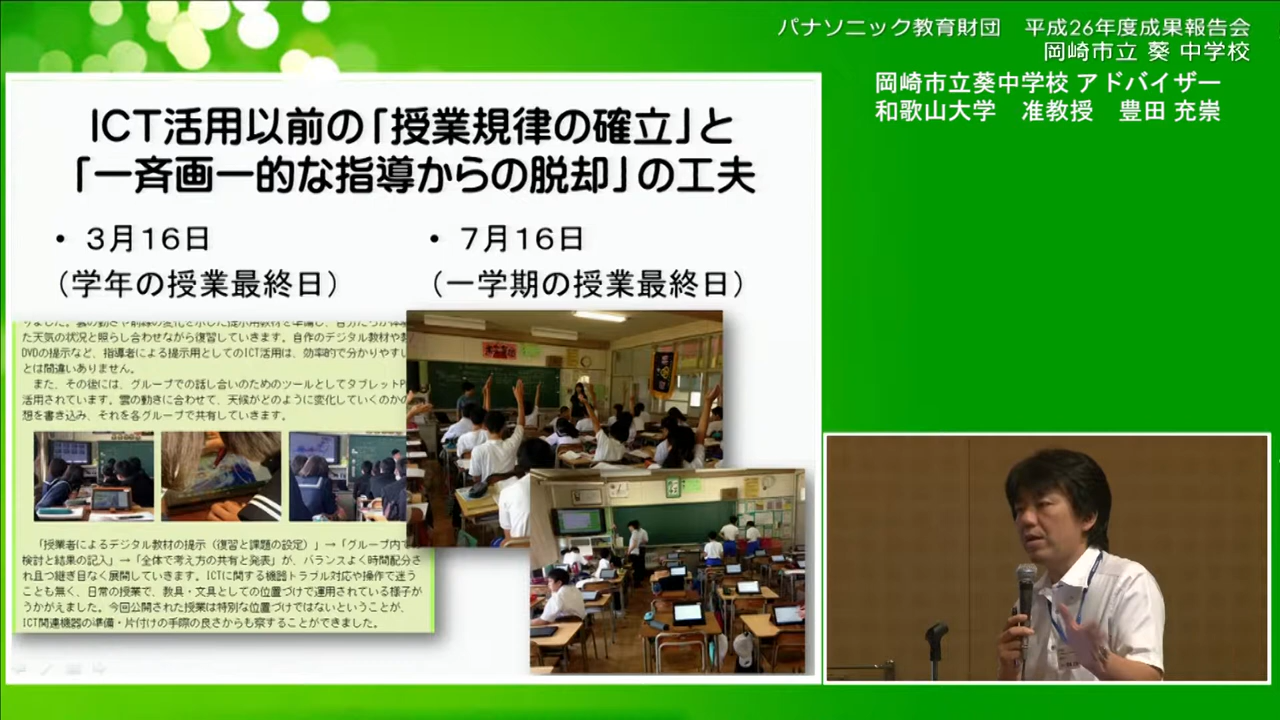 パナソニック教育財団　平成26年度成果報告会
岡崎市立 葵 中学校
岡崎市立葵中学校 アドバイザー
和歌山大学　准教授　豊田 充崇
ICT活用以前の「授業規律の確立」と
「一斉画一的な指導からの脱却」の工夫
• 3月16日
（学年の授業最終日）
• 7月16日
（一学期の授業最終日）
た天気の状況と照らし合わせながら復習していきます。自作のデジタル教材や
DVDの提示など、指導者による提示用としてのICT活用は、効率的で分かりやすい
とは間違いありません。
また、その後には、グループでの話し合いのためのツールとしてタブレットP
活用されています。雲の動きに合わせて、天候がどのように変化していくのかの
想を書き込み、それを各グループで共有していきます。
「授業者によるデジタル教材の提示（復習と課題の設定）」→「グループ内で
検討と結果の記入」→「全体で考え方の共有と発表」が、バランスよく時間配分さ
れ且つ継ぎ目なく展開していきます。ICTに関する機器トラブル対応や操作で迷う
ことも無く、日常の授業で、教具・文具としての位置づけで運用されている様子が
うかがえました。今回公開された授業は特別な位置づけではないということが、
ICT関連機器の準備・片付けの手際の良さからも察することができました。